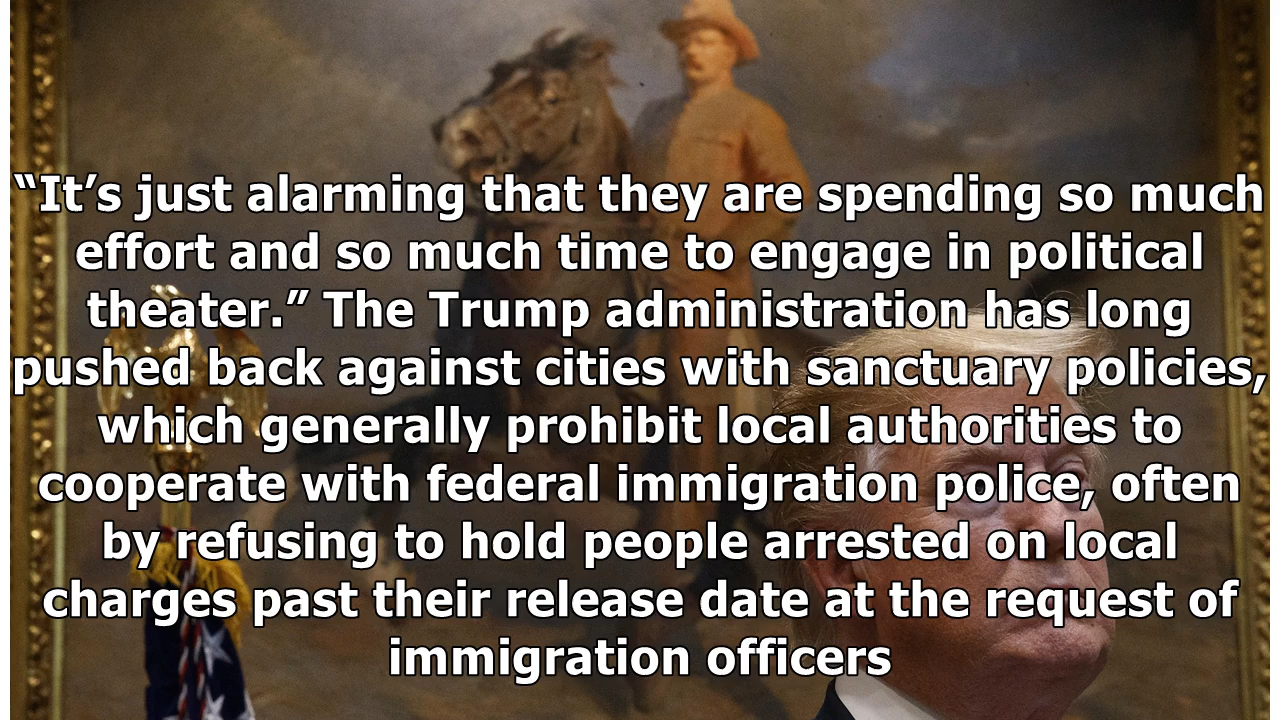 “It’s just alarming that they are spending so much
effort and so much time to engage in political
theater.” The Trump administration has long
pushed back against cities with sanctuary policies,
which generally prohibit local authorities to
cooperate with federal immigration police, often
by refusing to hold people arrested on local
charges past their release date at the request of
immigration officers